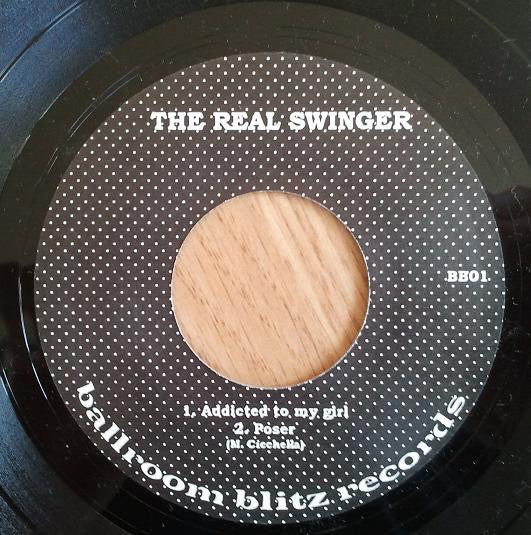 THE REAL SWINGER
BB01
1. Addicted to my girl
2. Poser
(M. Cicchella)
ballroom blitz records